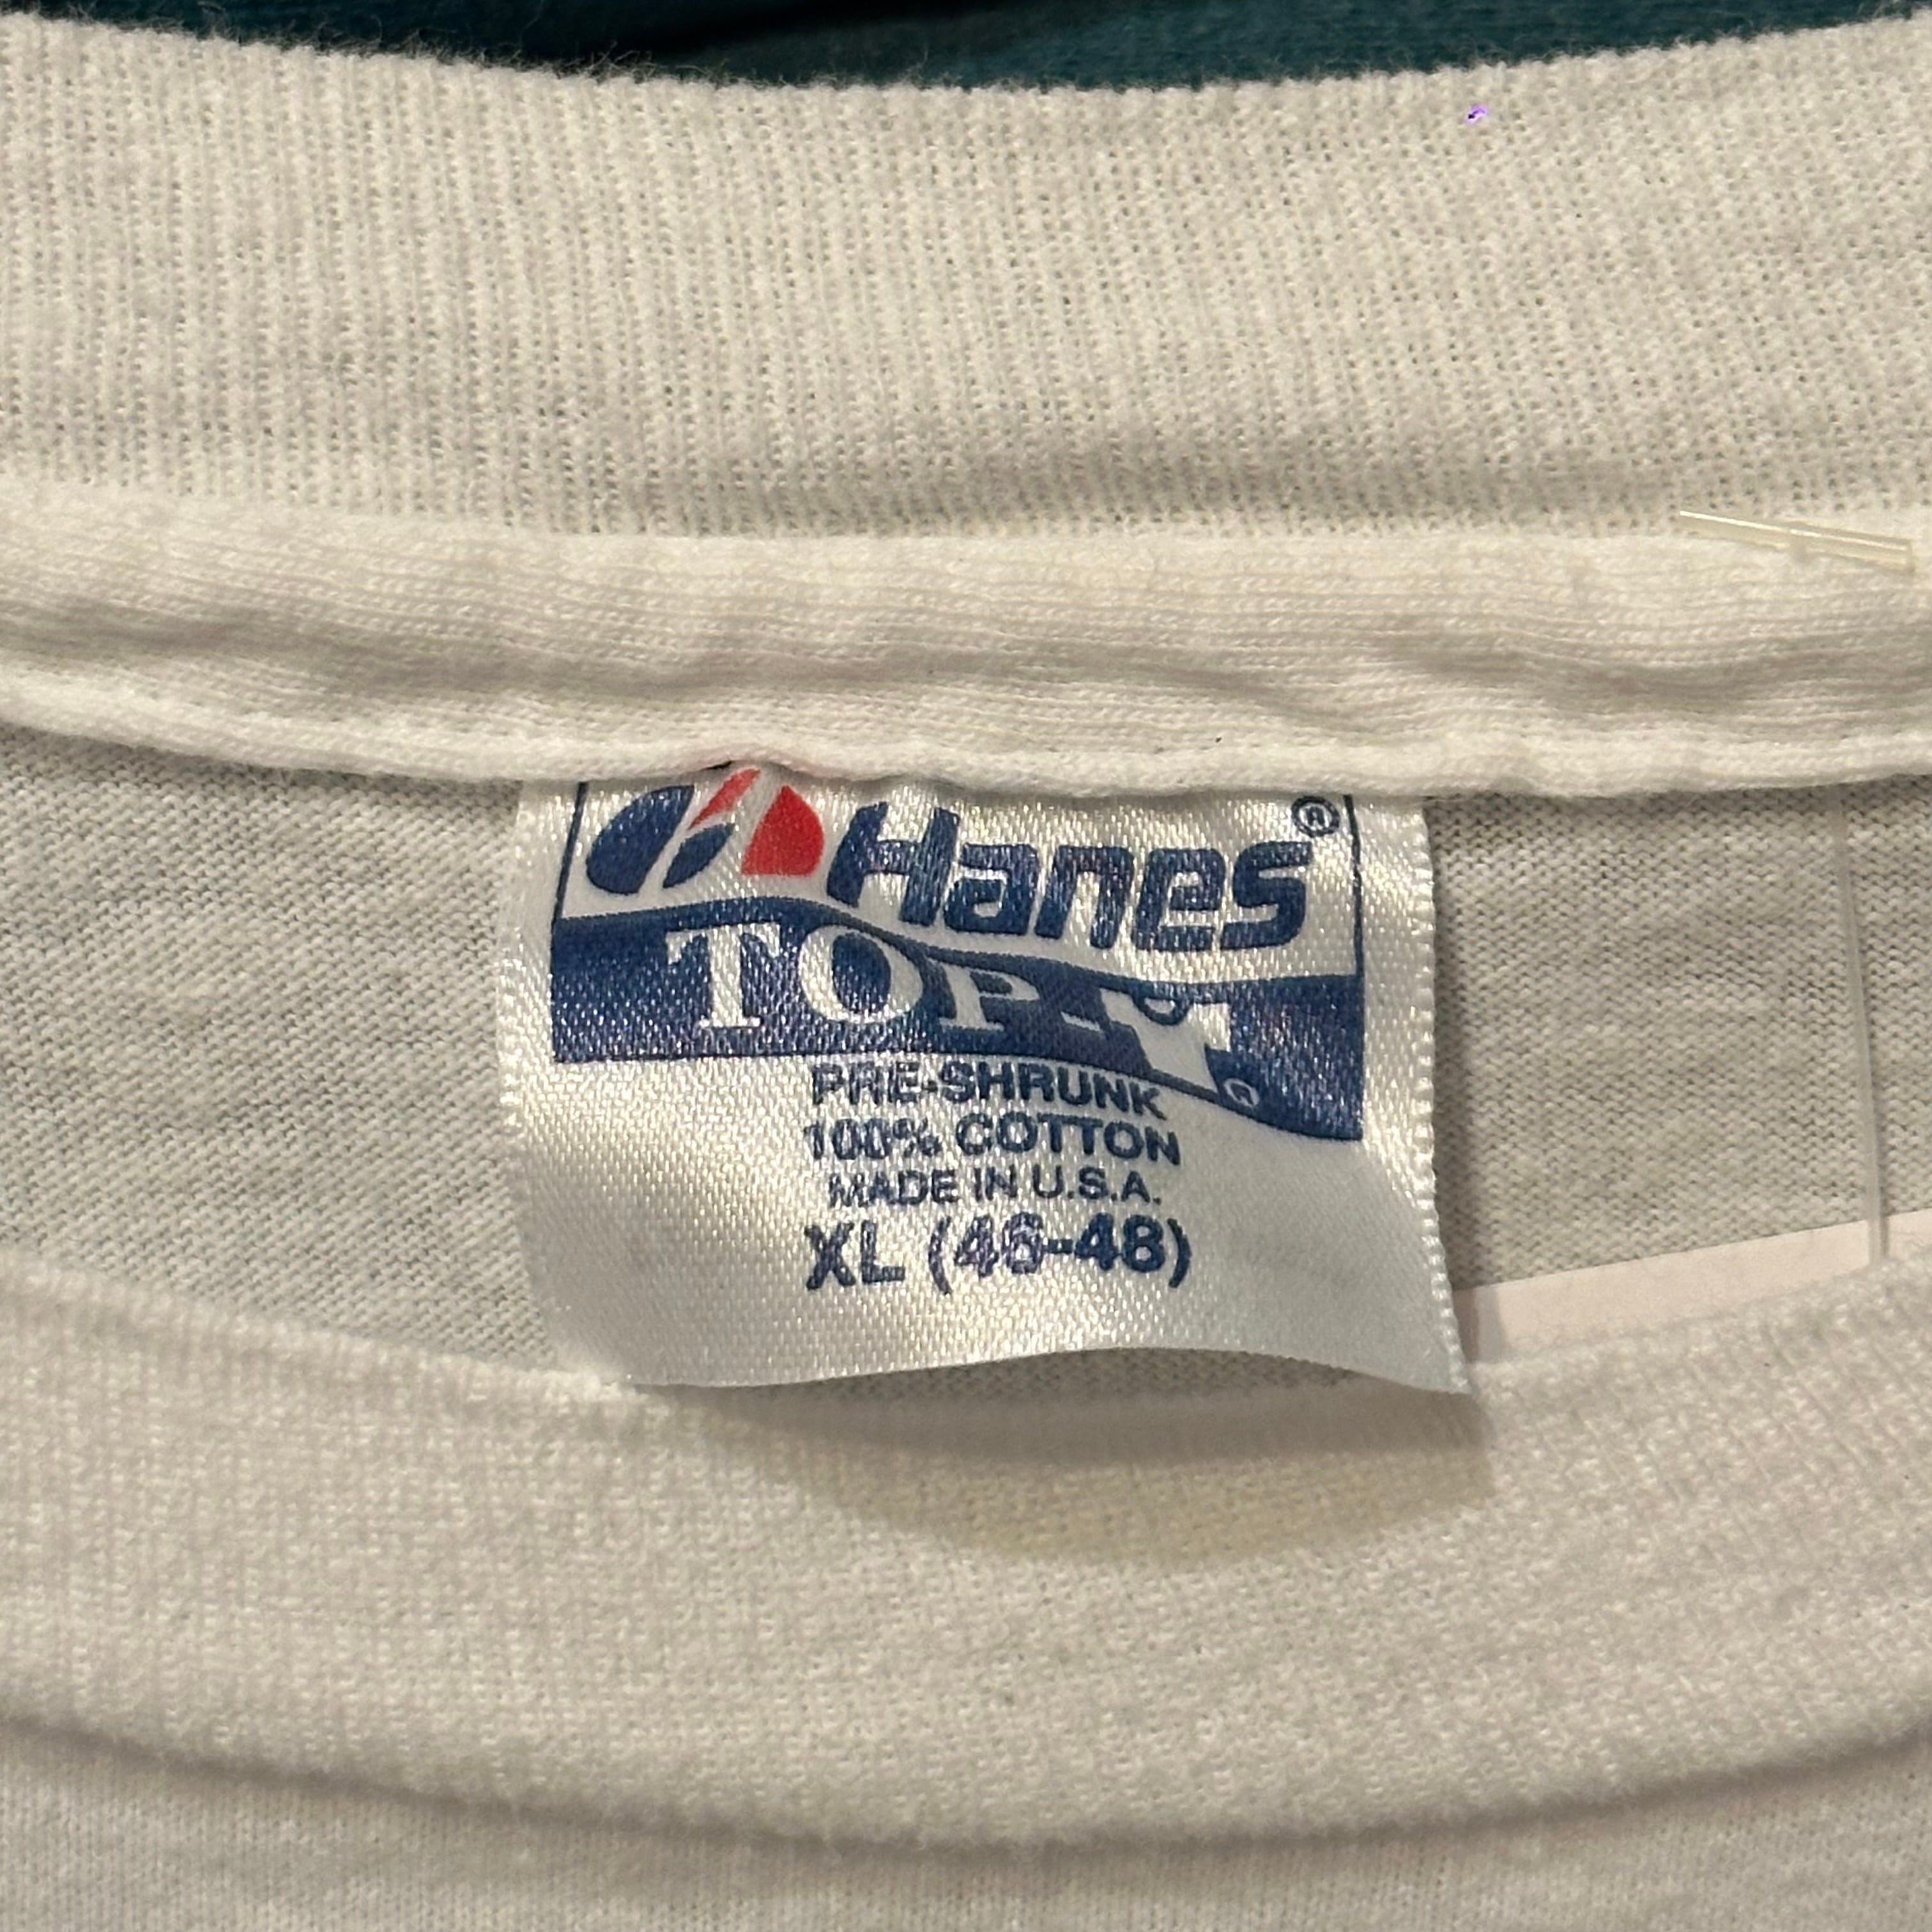 Hanes®
TOP-T®
PRE-SHRUNK
100% COTTON
MADE IN U.S.A.
XL (46-48)